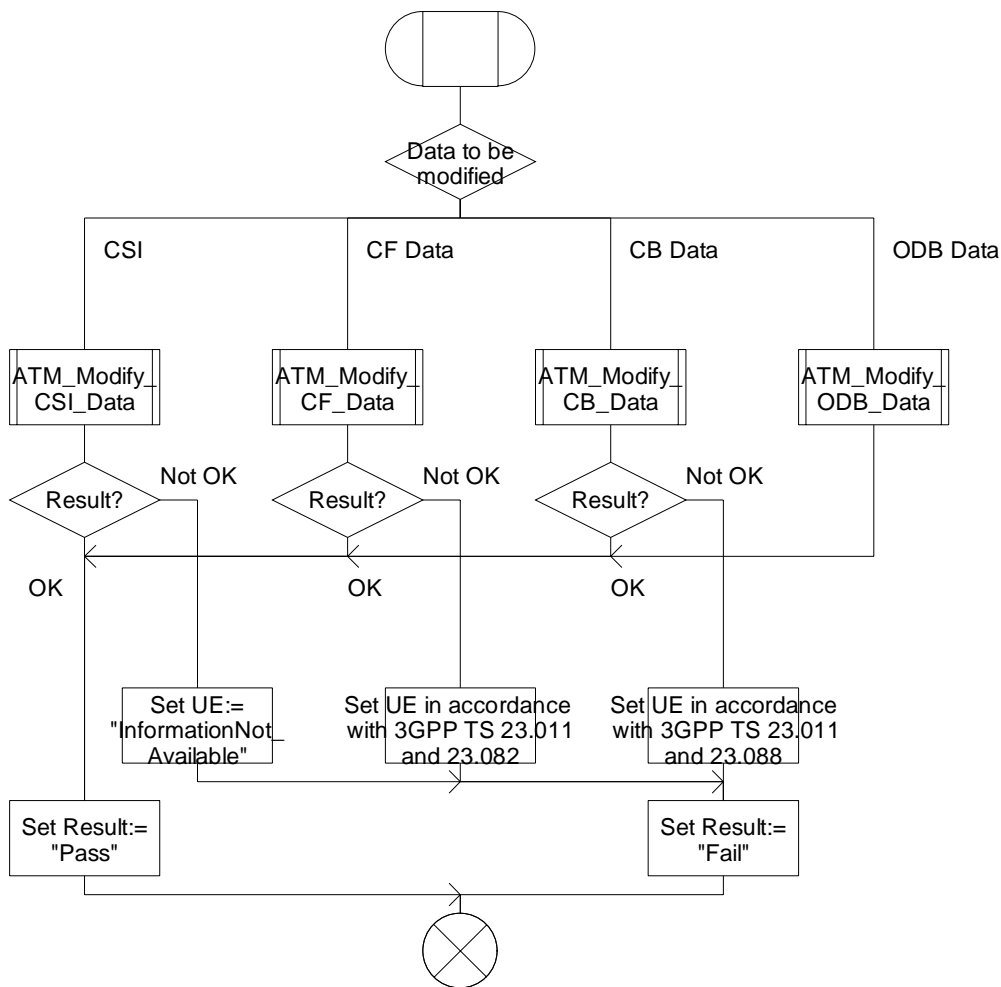 Data to be
modified
CSI
CF Data
CB Data
ODB Data
ATM_Modify_
CSI_Data
ATM_Modify_
CF_Data
ATM_Modify_
CB_Data
ATM_Modify_
ODB_Data
Result?
Not OK
Result?
Not OK
Result?
Not OK
OK
OK
OK
Set UE:=
"InformationNot_
Available"
Set UE in accordance
with 3GPP TS 23.011
and 23.082
Set UE in accordance
with 3GPP TS 23.011
and 23.088
Set Result:=
"Pass"
Set Result:=
"Fail"